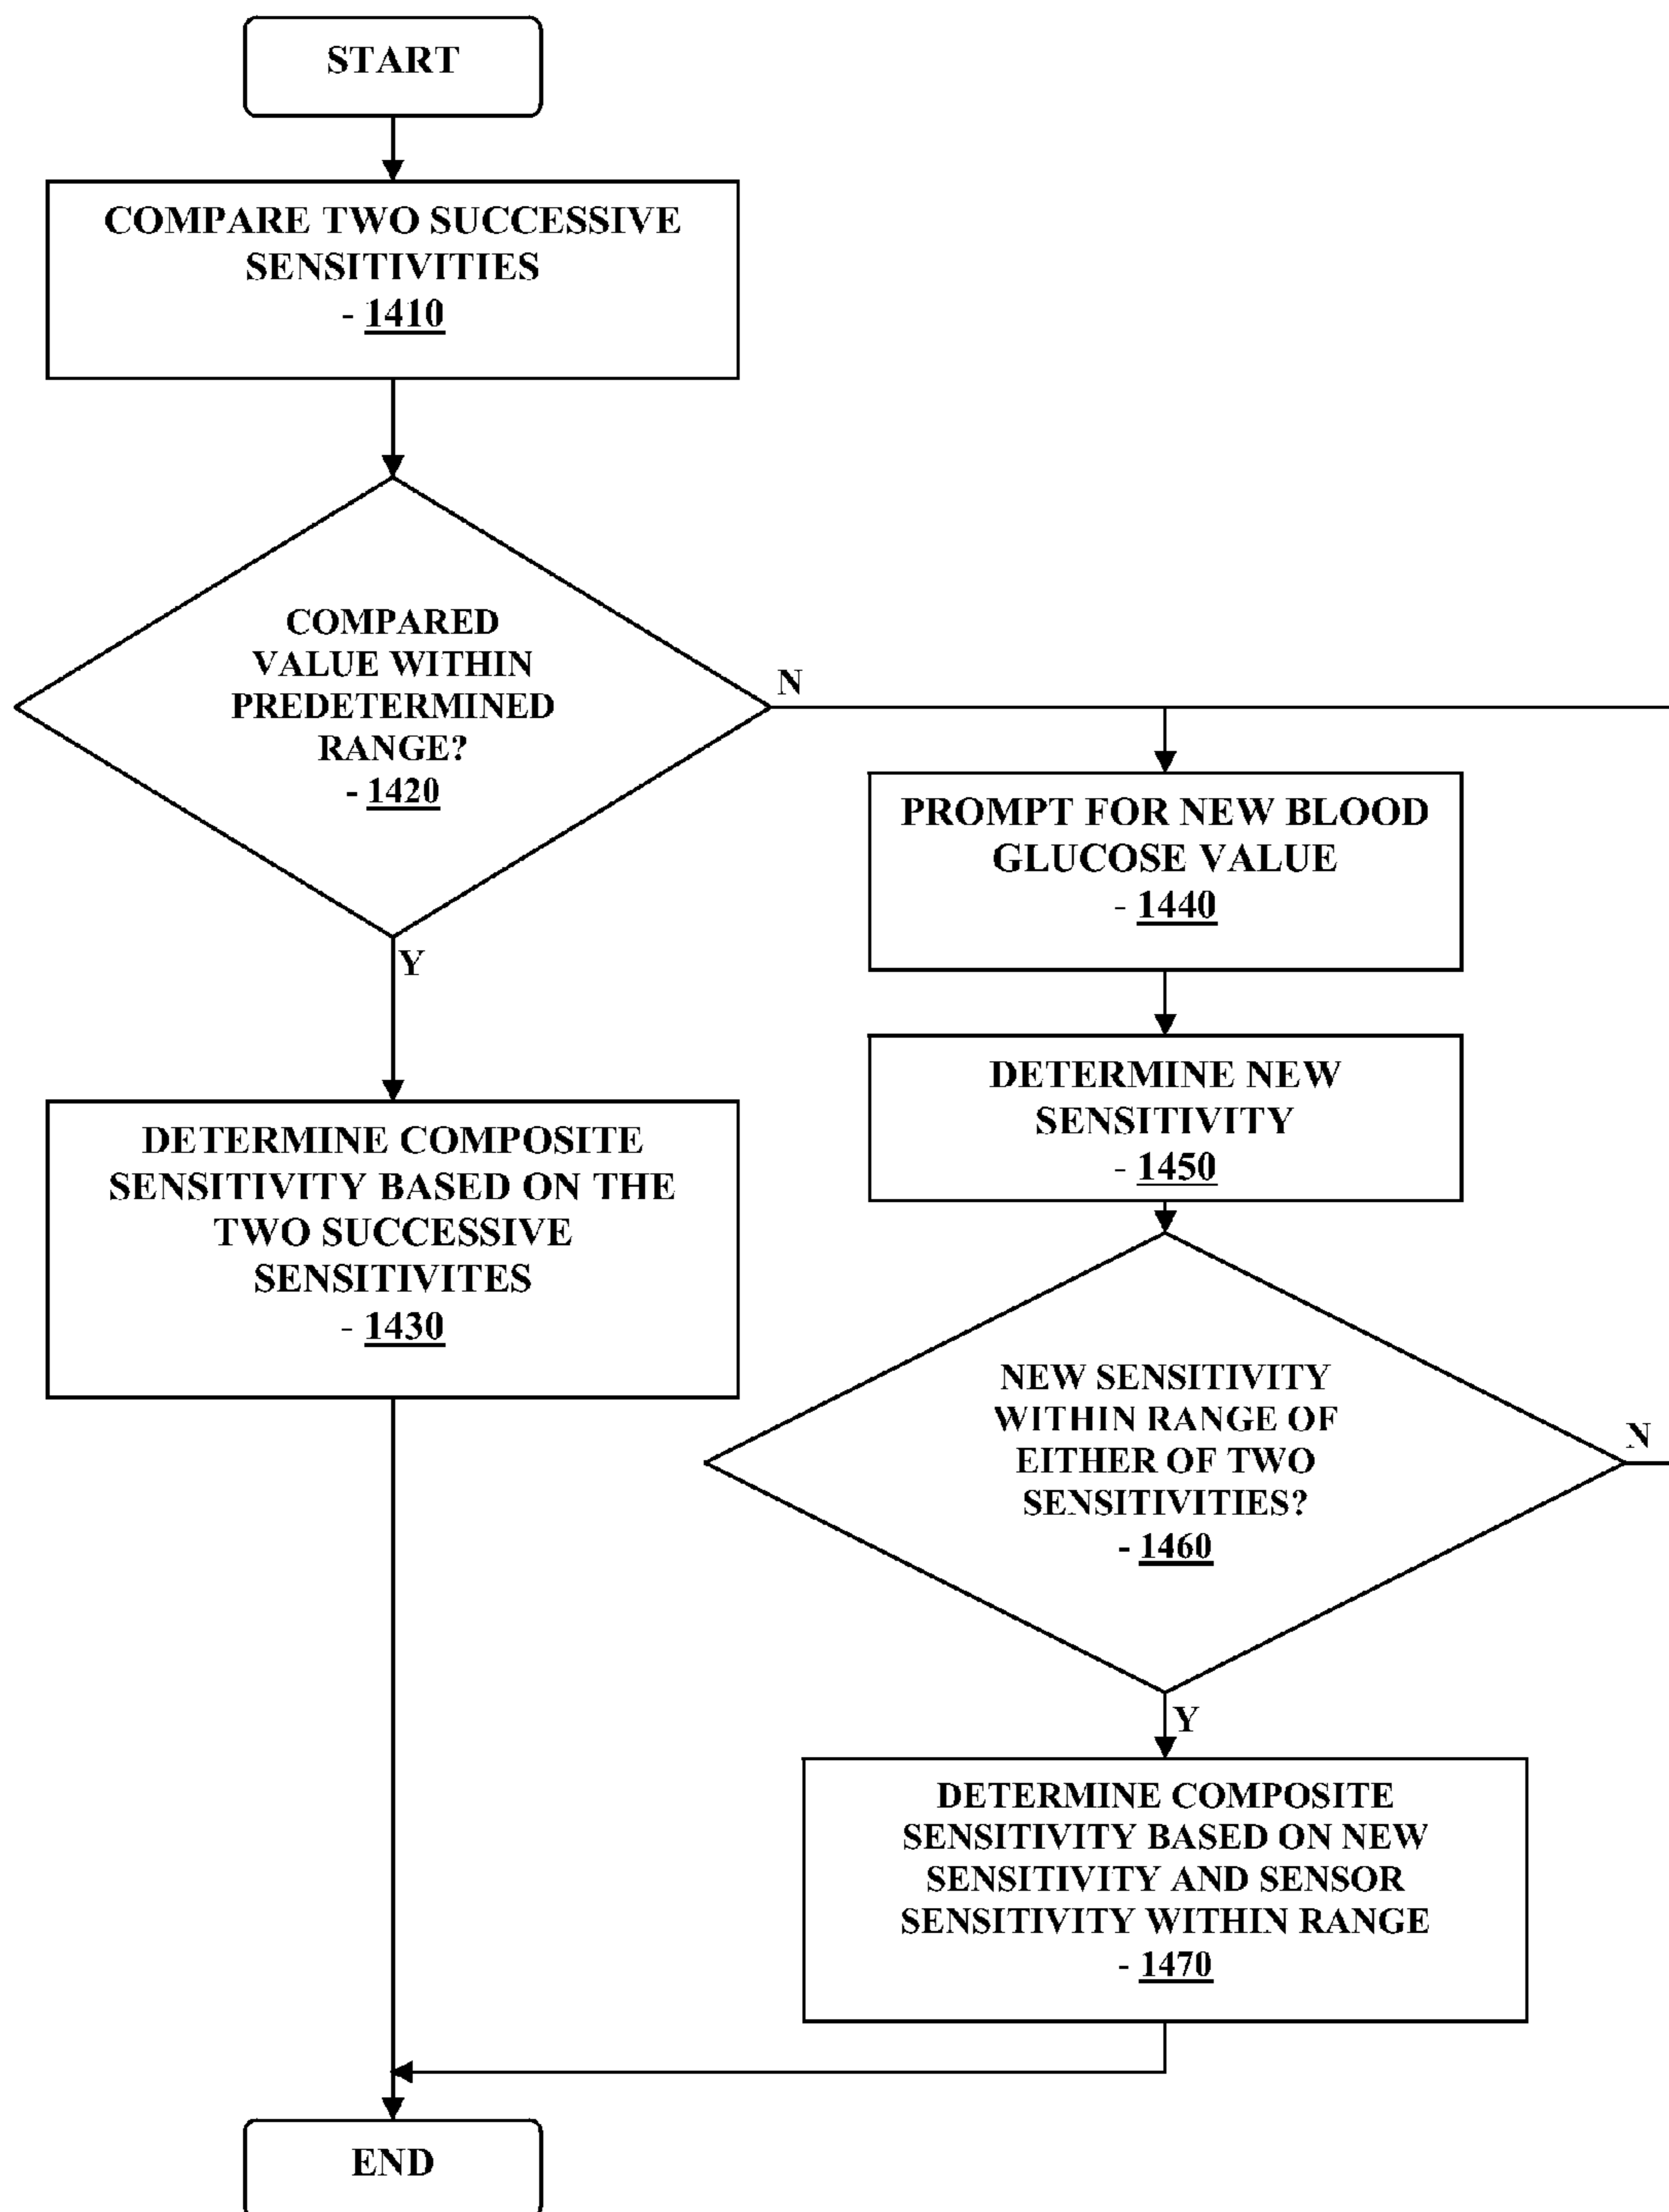 START
COMPARE TWO SUCCESSIVE
SENSITIVITIES
- 1410
COMPARED
VALUE WITHIN
PREDETERMINED
RANGE?
- 1420
N
Y
DETERMINE COMPOSITE
SENSITIVITY BASED ON THE
TWO SUCCESSIVE
SENSITIVITES
- 1430
PROMPT FOR NEW BLOOD
GLUCOSE VALUE
- 1440
DETERMINE NEW
SENSITIVITY
- 1450
NEW SENSITIVITY
WITHIN RANGE OF
EITHER OF TWO
SENSITIVITIES?
- 1460
N
Y
DETERMINE COMPOSITE
SENSITIVITY BASED ON NEW
SENSITIVITY AND SENSOR
SENSITIVITY WITHIN RANGE
- 1470
END